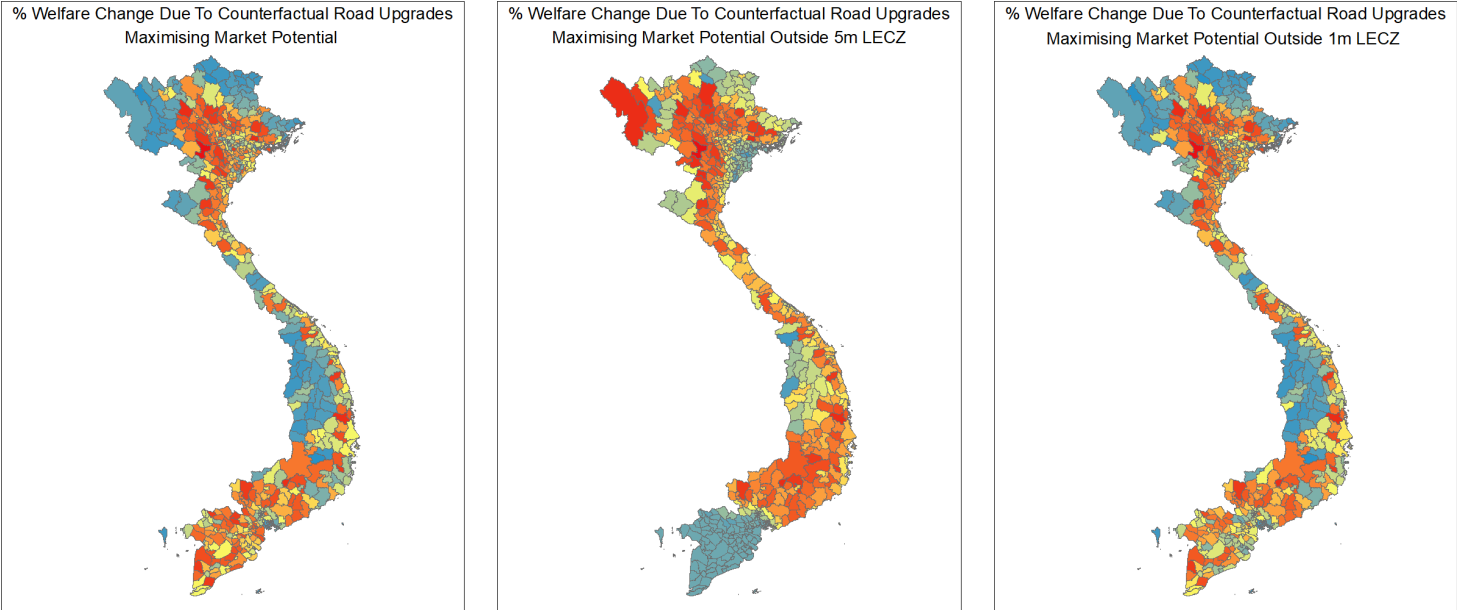 % Welfare Change Due To Counterfactual Road Upgrades
Maximising Market Potential
% Welfare Change Due To Counterfactual Road Upgrades
Maximising Market Potential Outside 5m LECZ
% Welfare Change Due To Counterfactual Road Upgrades
Maximising Market Potential Outside 1m LECZ